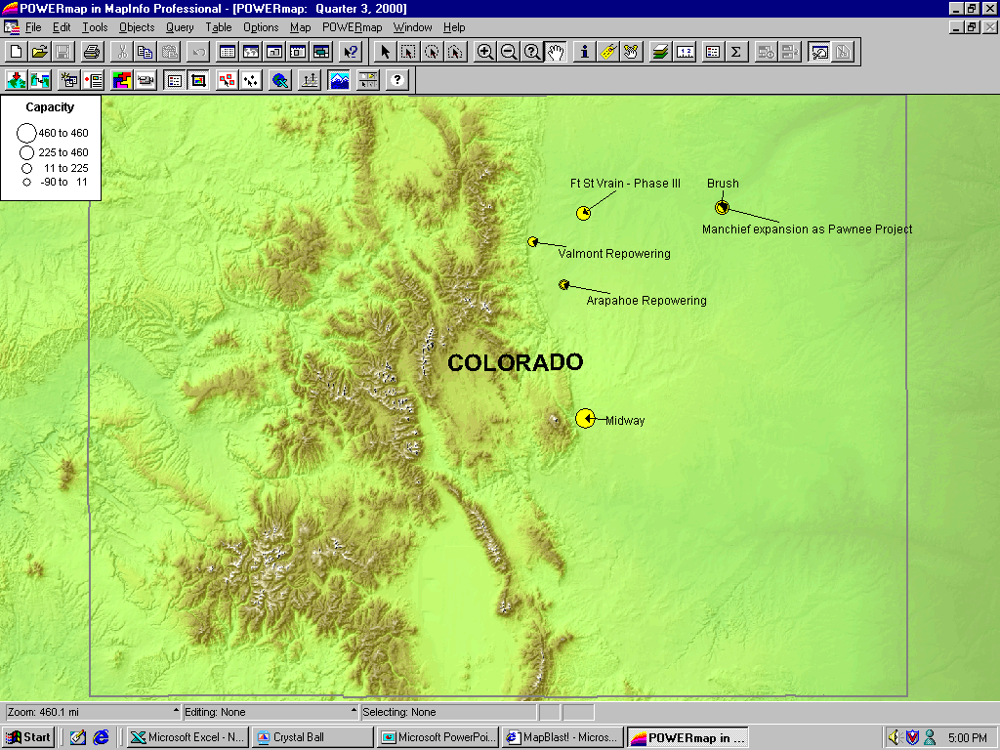 POWERmap in MapInfo Professional - [POWERmap: Quarter 3, 2000]
File Edit Tools Objects Query Table Options Map POWERmap Window Help
Capacity
460 to 460
225 to 460
11 to 225
-90 to 11
Ft St Vrain - Phase III
Brush
Manchief expansion as Pawnee Project
Valmont Repowering
Arapahoe Repowering
COLORADO
Midway
Zoom: 460.1 mi
Editing: None
Selecting: None
Start
Microsoft Excel - N...
Crystal Ball
Microsoft PowerPoi...
MapBlast! - Micros...
POWERmap in ...
5:00 PM